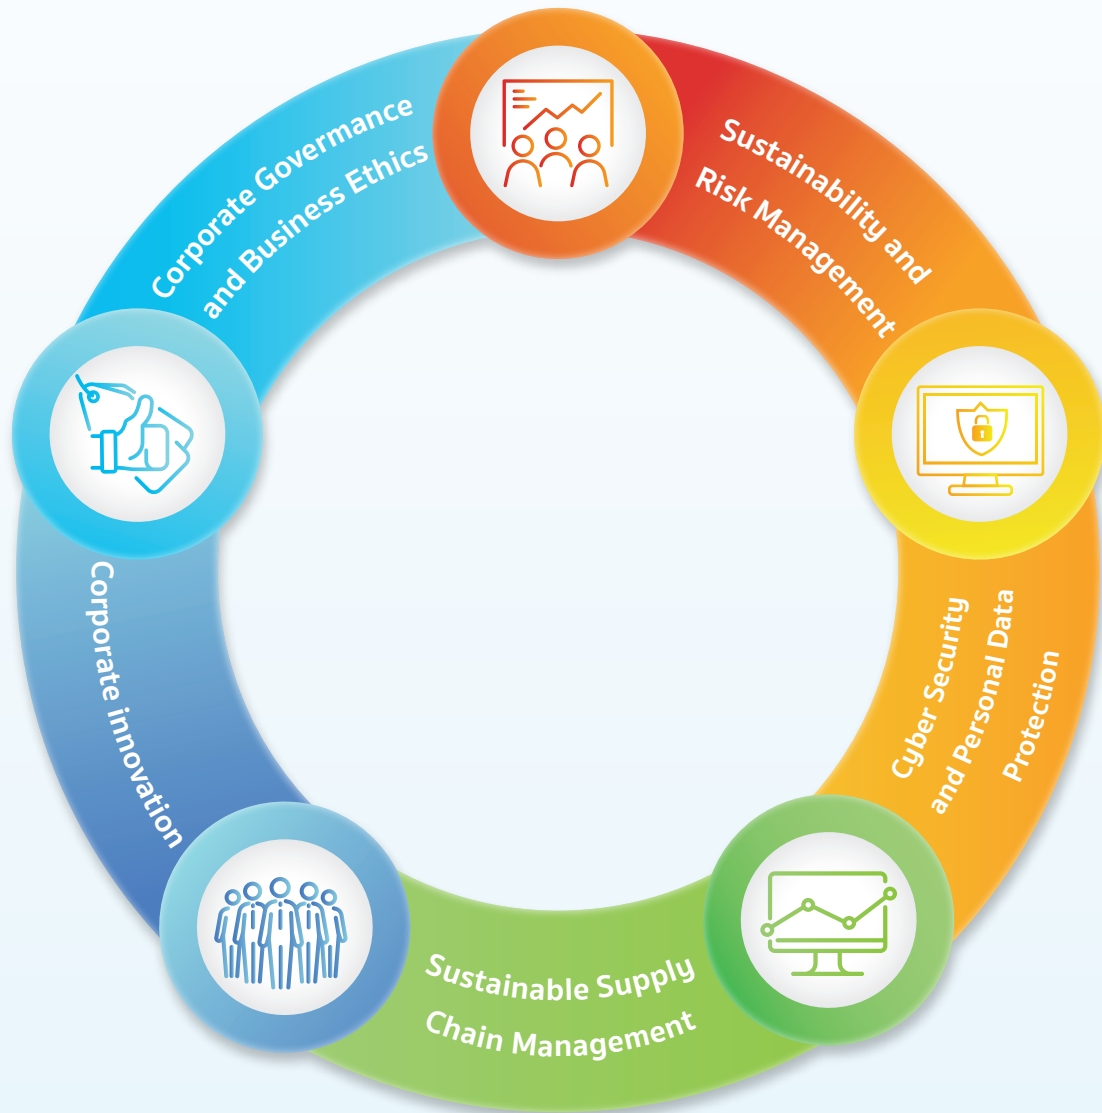 Corporate Govermance
and Business Ethics
Sustainability and
Risk Management
Cyber Security
and Personal Data
Protection
Sustainable Supply
Chain Management
Corporate innovation